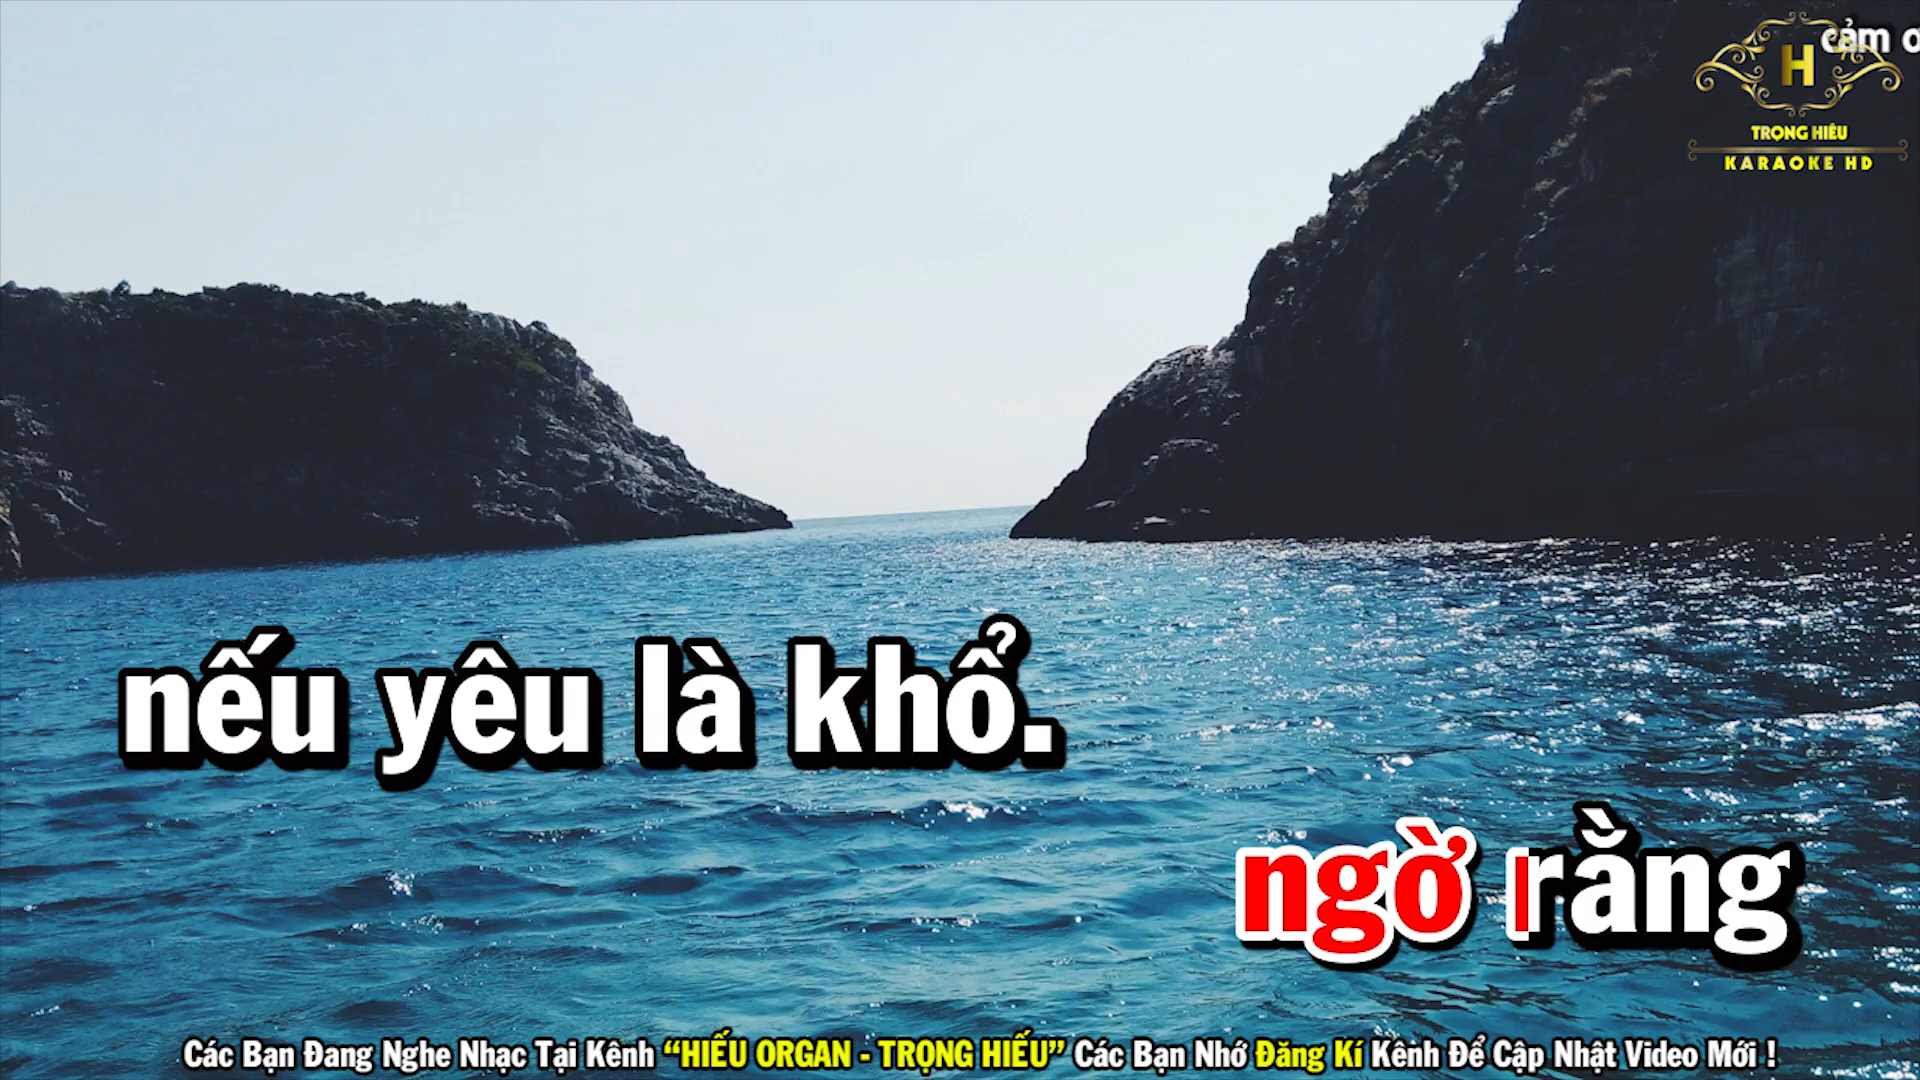 cảm ơ
H
TRỌNG HIẾU
KARAOKE HD
nếu yêu là khổ.
ngờ rằng
Các Bạn Đang Nghe Nhạc Tại Kênh “HIẾU ORGAN - TRỌNG HIẾU” Các Bạn Nhớ Đăng Kí Kênh Để Cập Nhật Video Mới !